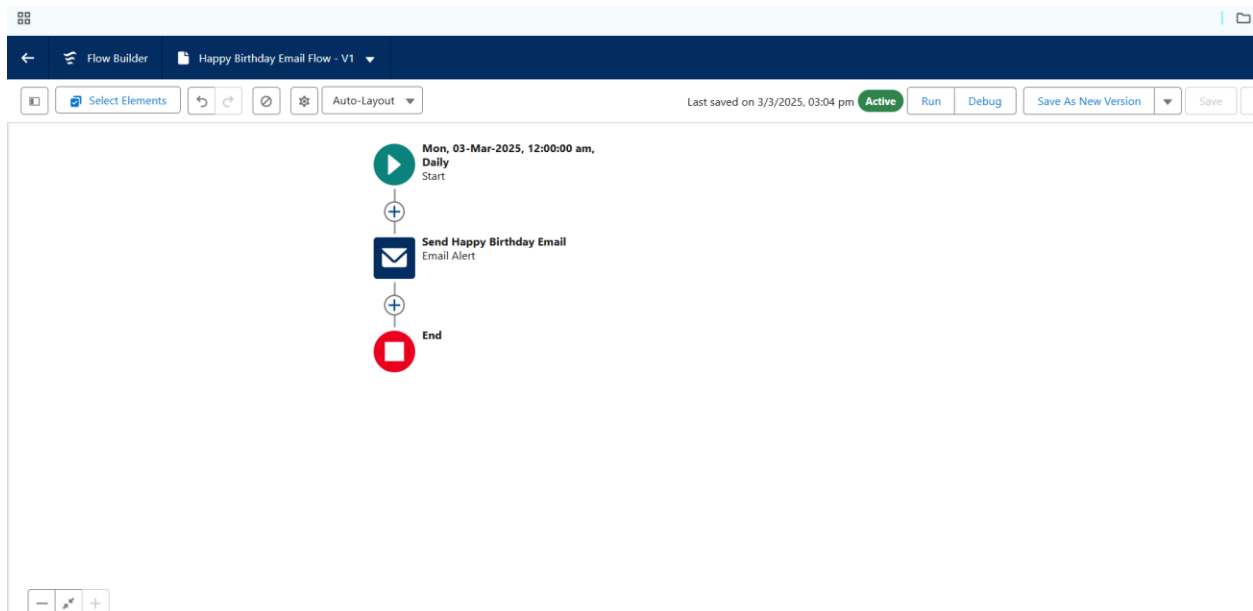 Flow Builder
Happy Birthday Email Flow - V1
Select Elements
Auto-Layout
Last saved on 3/3/2025, 03:04 pm
Active
Run
Debug
Save As New Version
Save
Mon, 03-Mar-2025, 12:00:00 am,
Daily
Start
Send Happy Birthday Email
Email Alert
End